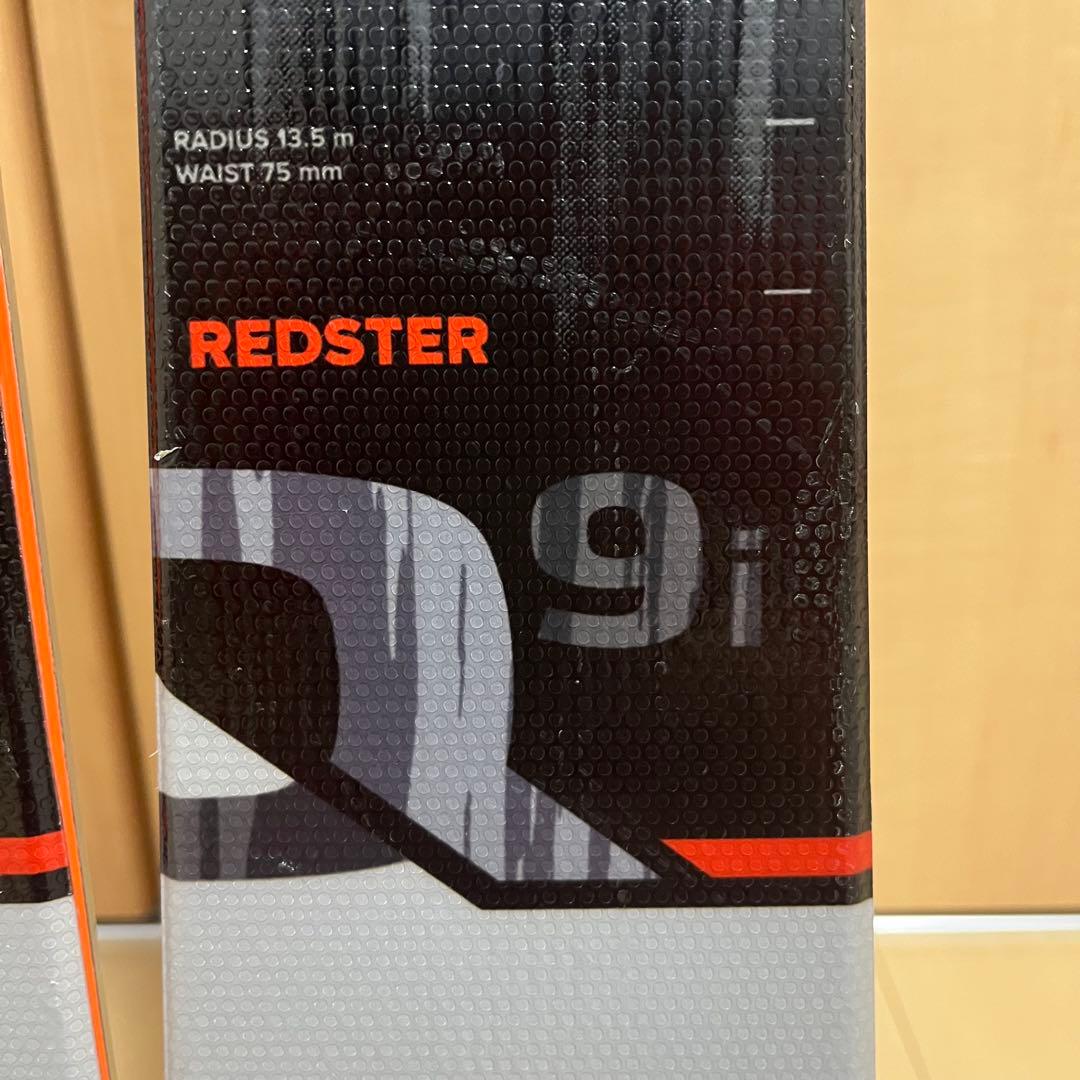 RADIUS 13.5 m
WAIST 75 mm
REDSTER
Q9i